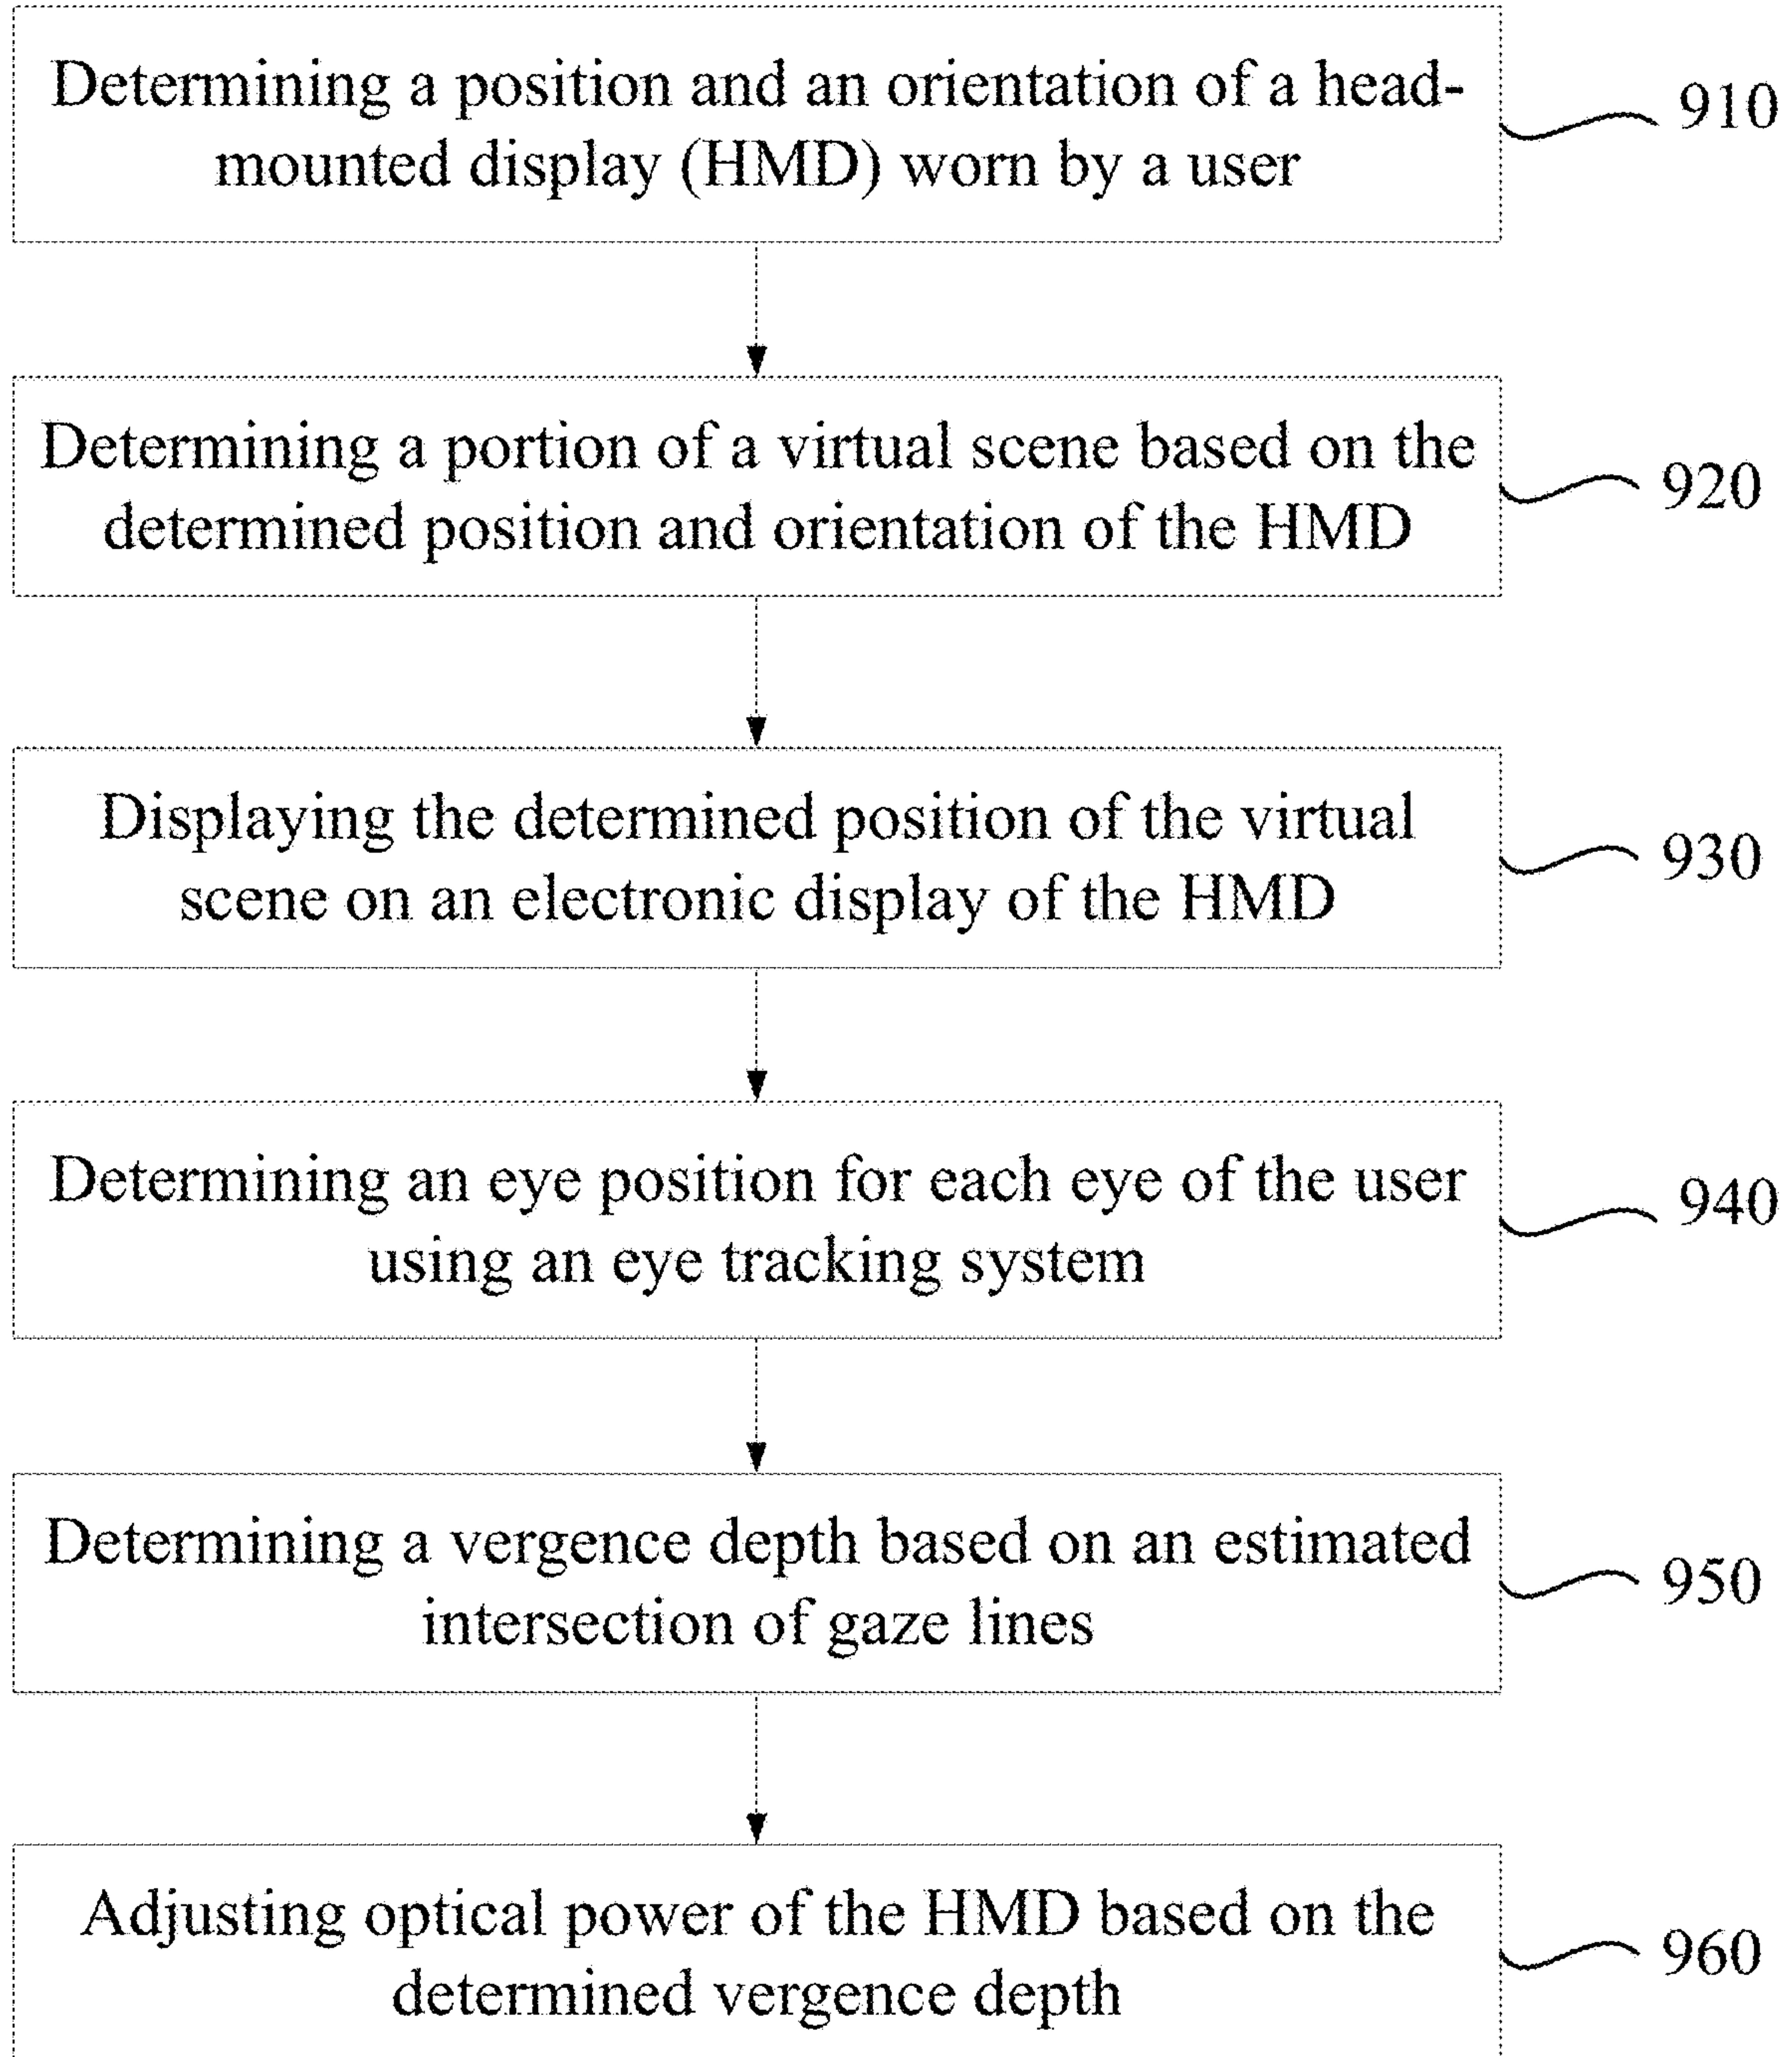 Determining a position and an orientation of a head-
mounted display (HMD) worn by a user
910
Determining a portion of a virtual scene based on the
determined position and orientation of the HMD
920
Displaying the determined position of the virtual
scene on an electronic display of the HMD
930
Determining an eye position for each eye of the user
using an eye tracking system
940
Determining a vergence depth based on an estimated
intersection of gaze lines
950
Adjusting optical power of the HMD based on the
determined vergence depth
960